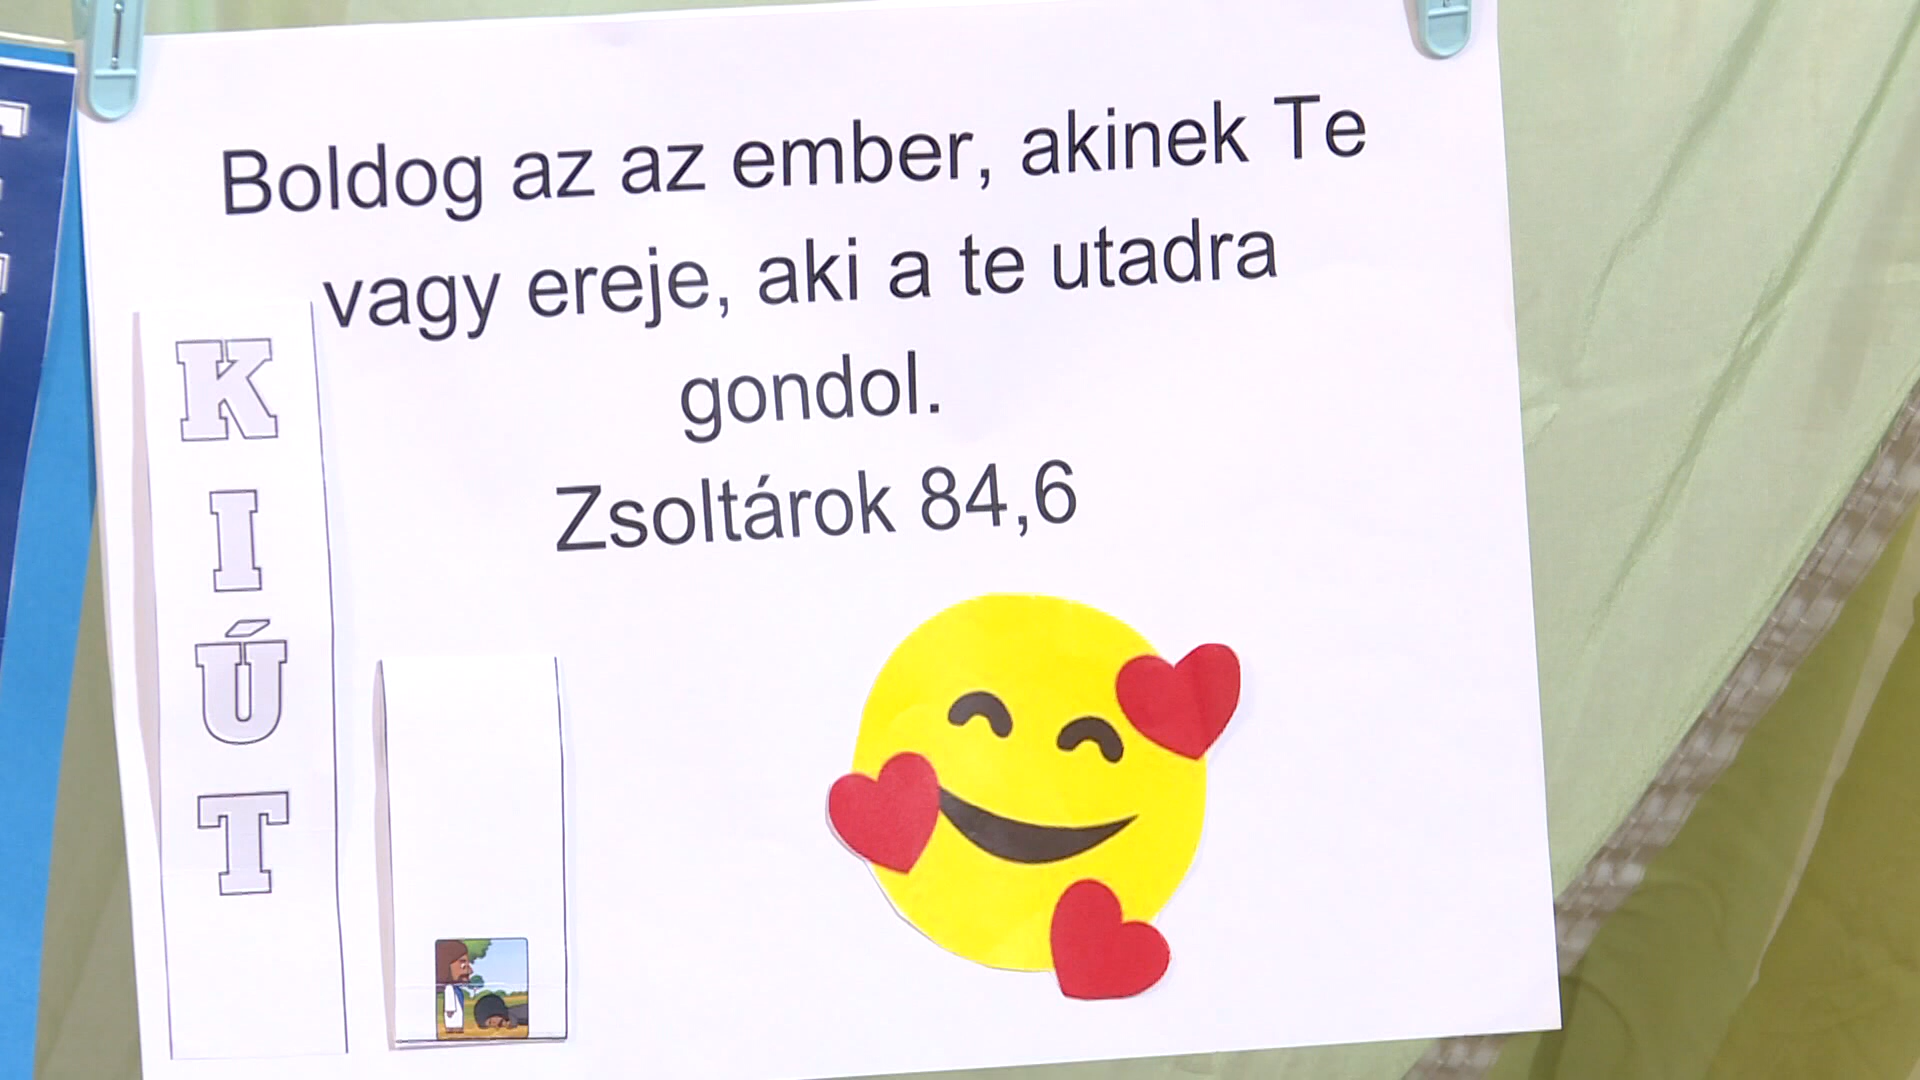 Boldog az az ember, akinek Te
vagy ereje, aki a te utadra
gondol.
Zsoltárok 84,6
K
I
Ú
T